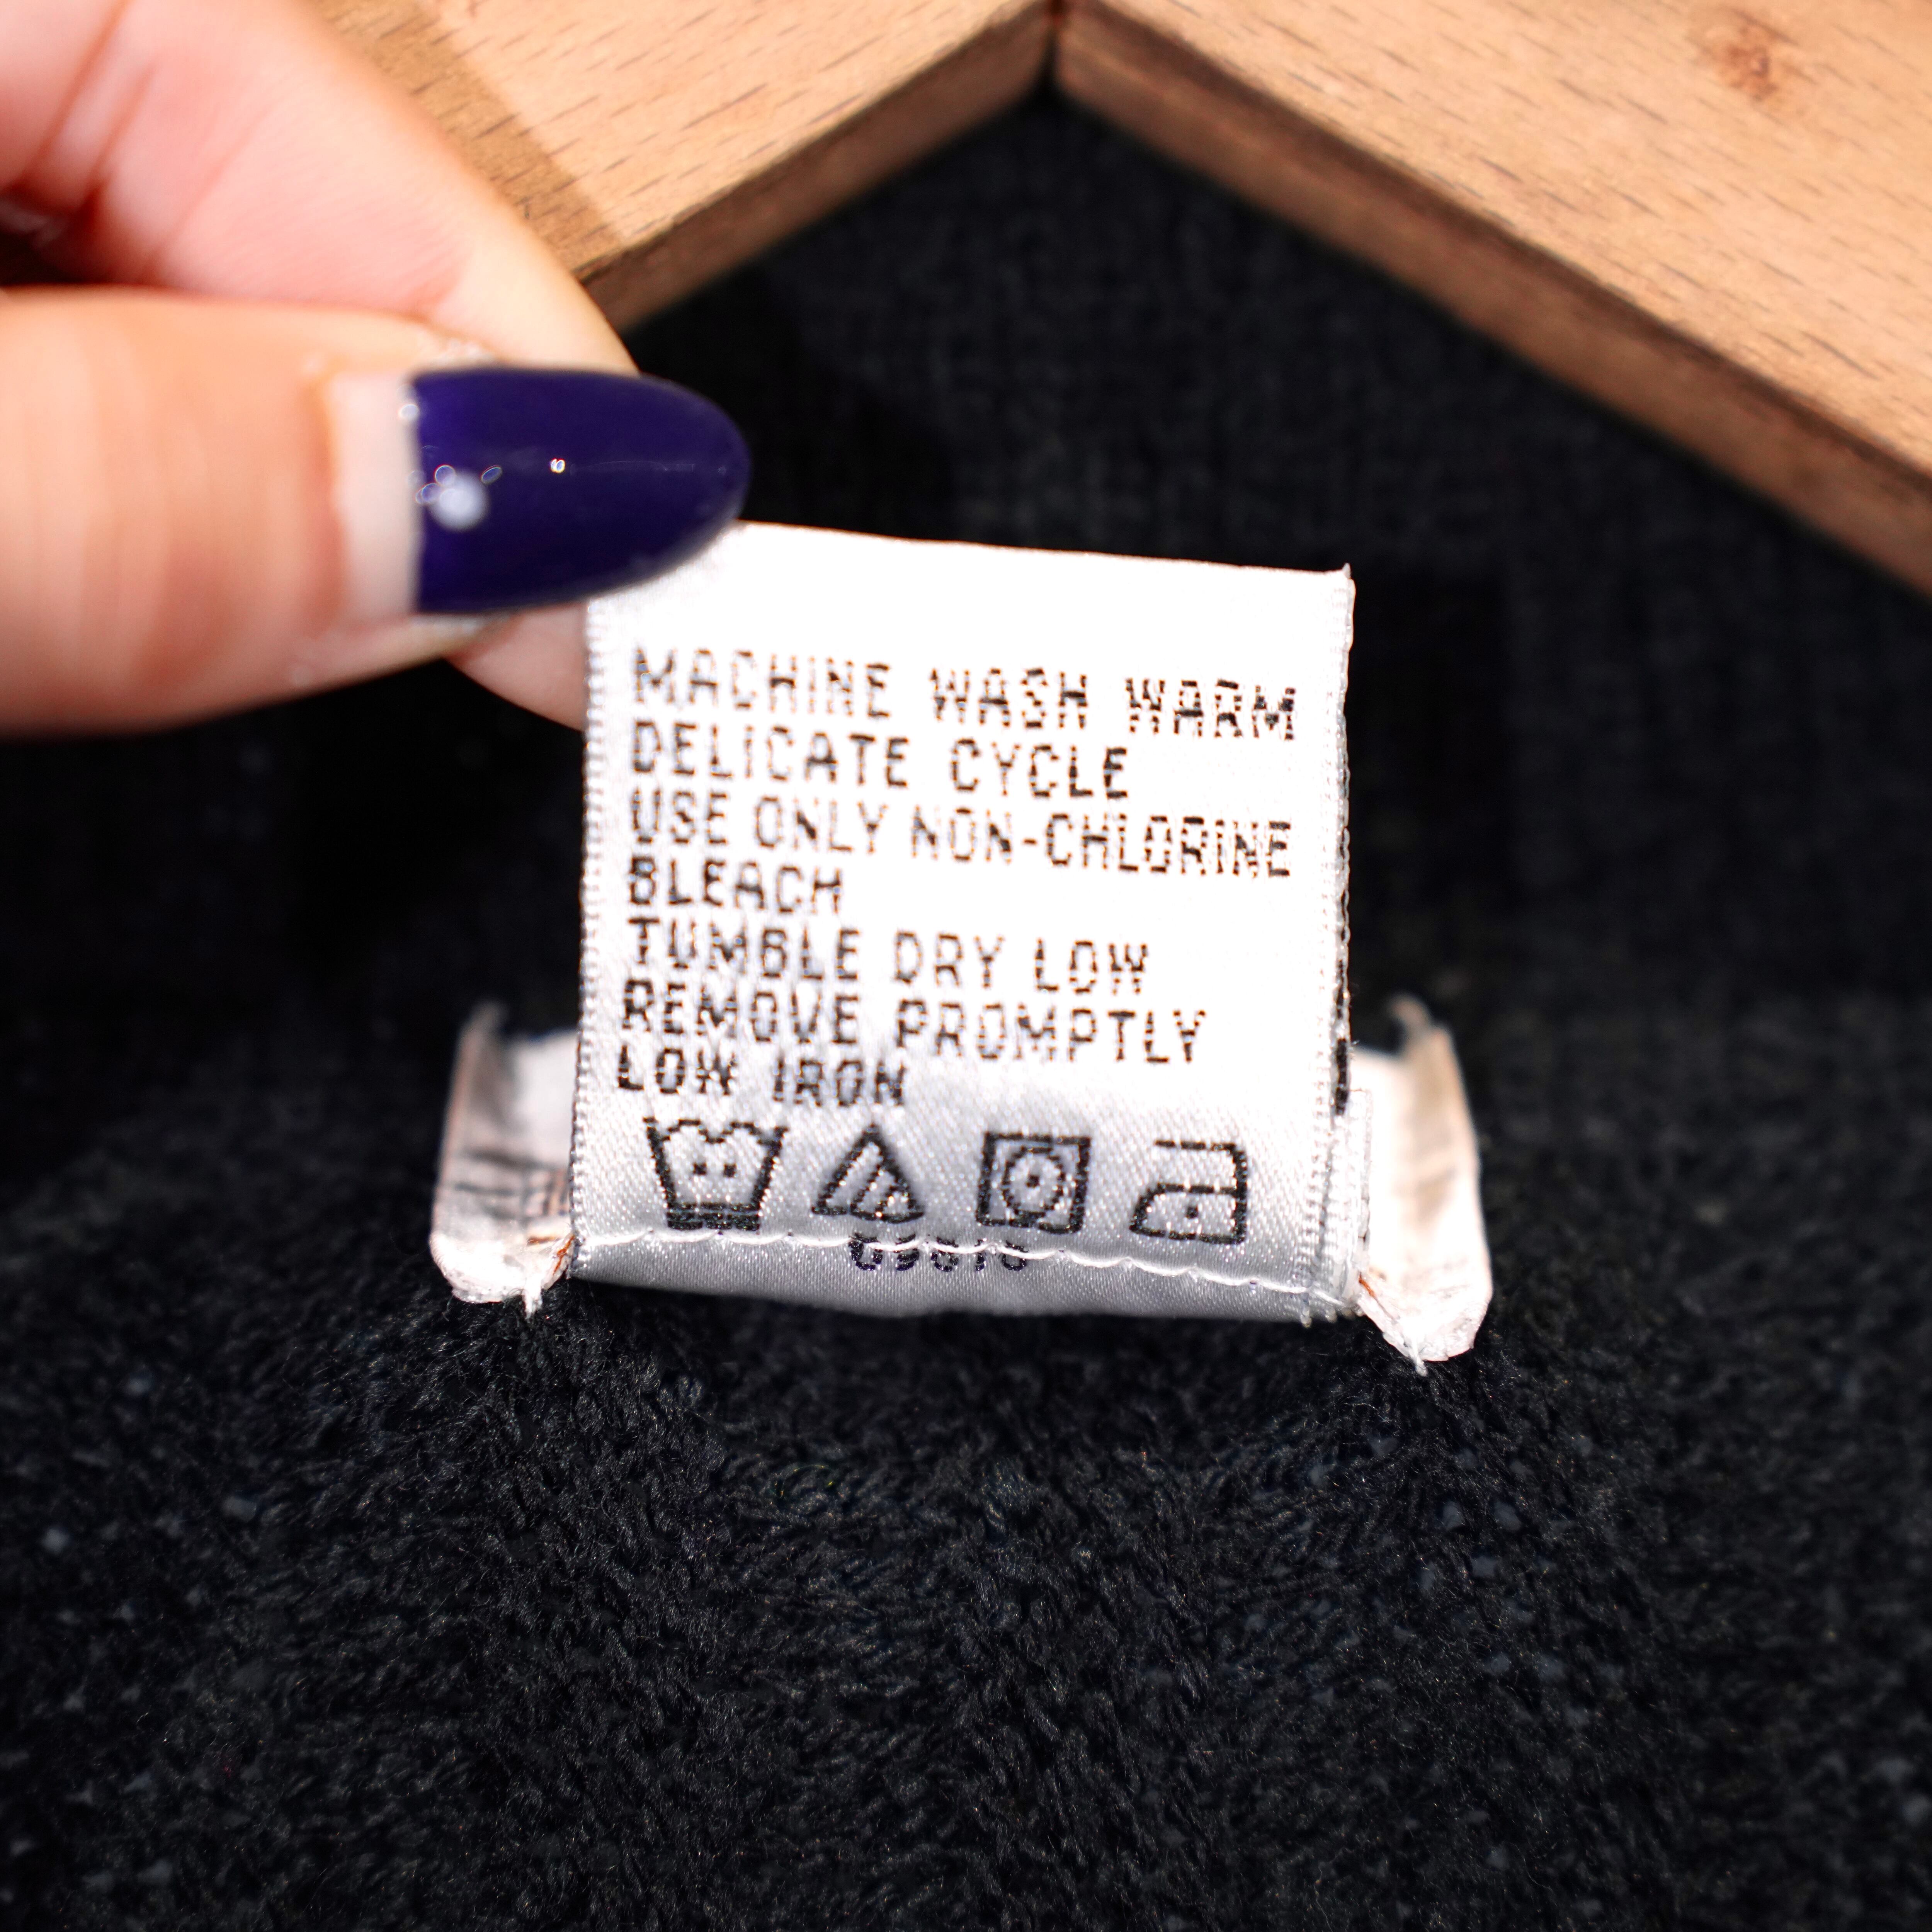 MACHINE WASH WARM
DELICATE CYCLE
USE ONLY NON-CHLORINE
BLEACH
TUMBLE DRY LOW
REMOVE PROMPTLY
LOW IRON